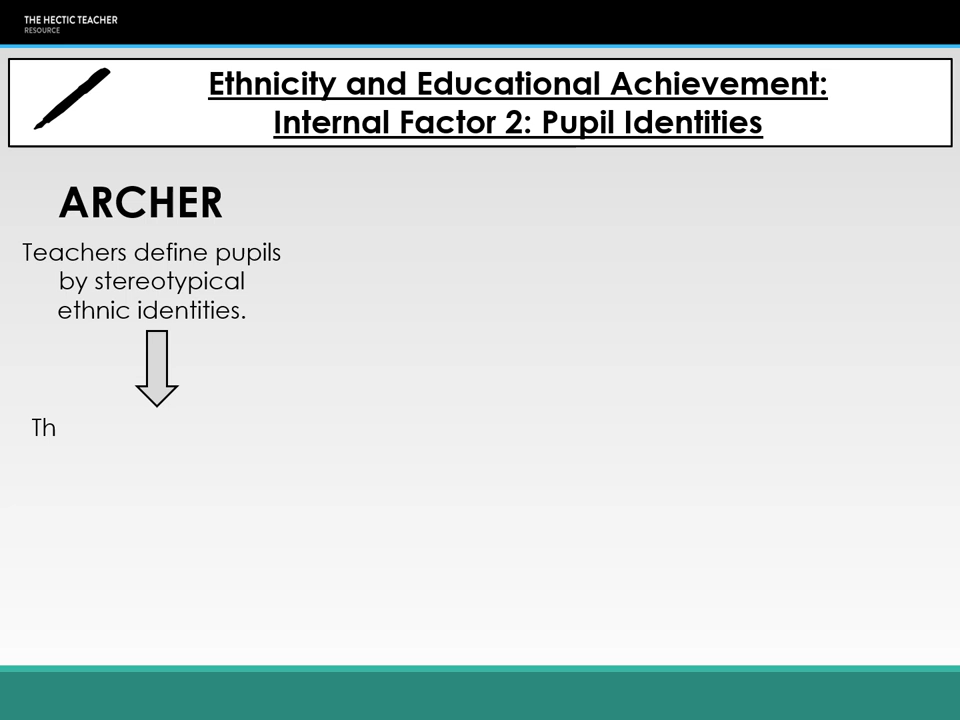 THE HECTIC TEACHER
RESOURCE
Ethnicity and Educational Achievement:
Internal Factor 2: Pupil Identities
ARCHER
Teachers define pupils
by stereotypical
ethnic identities.
Th